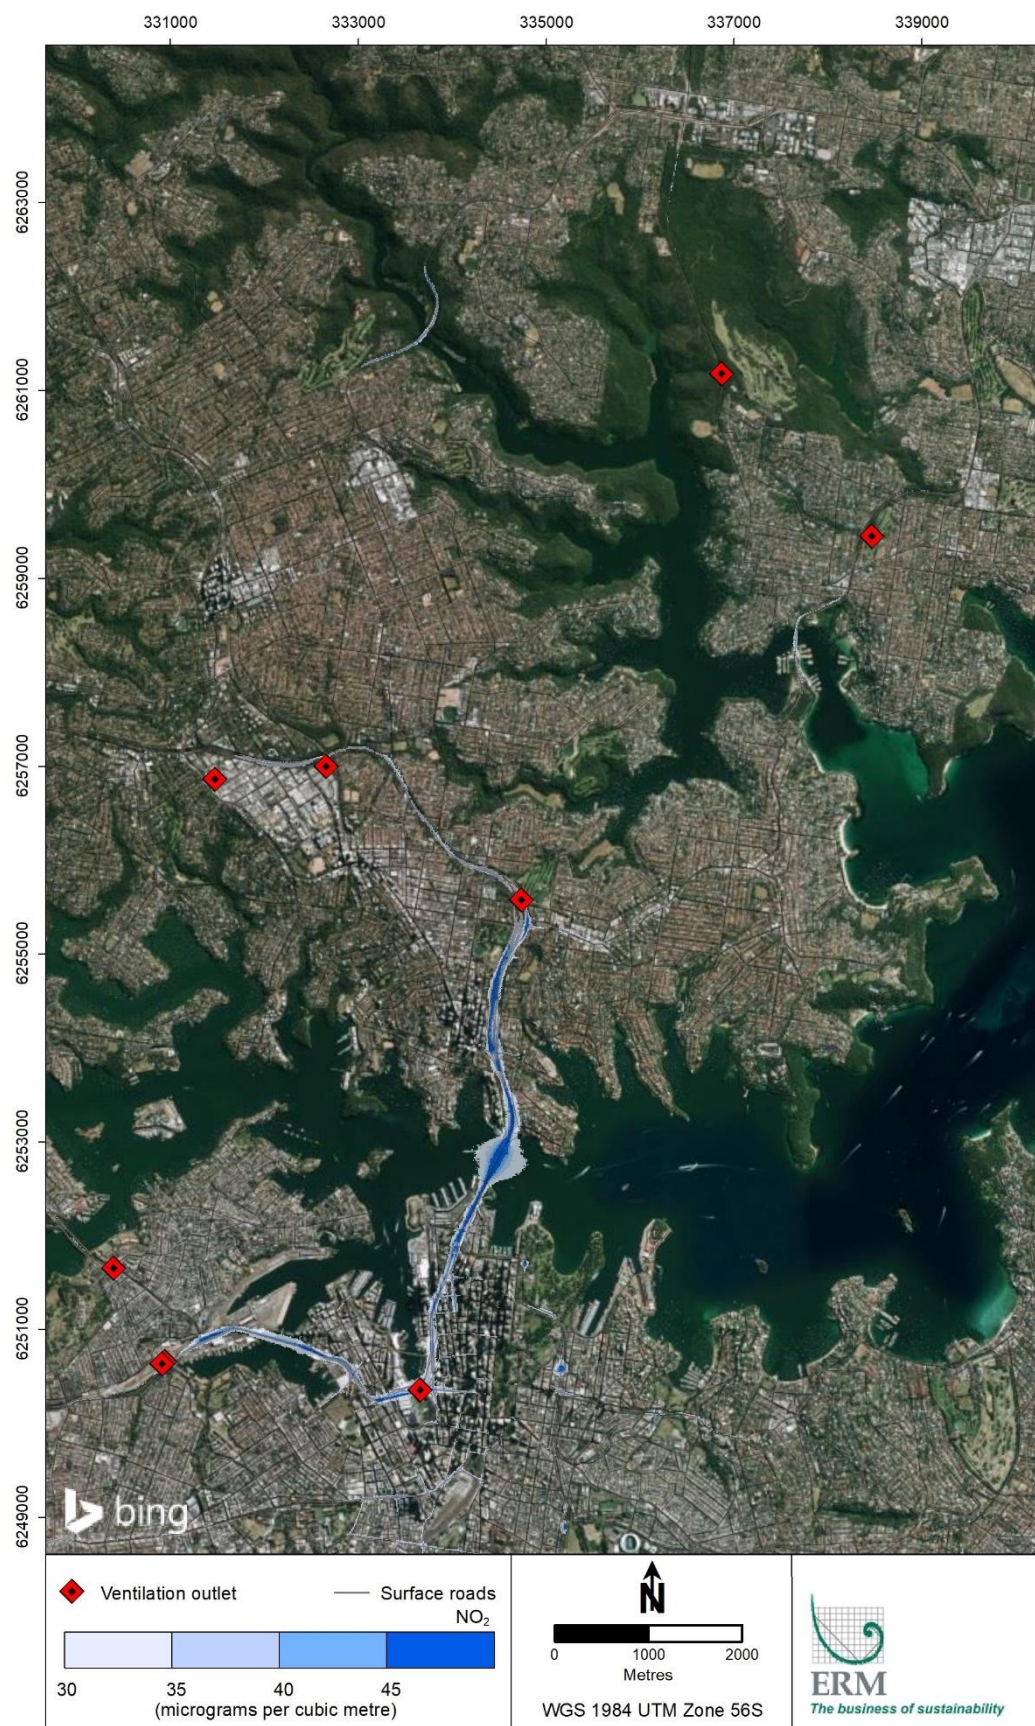 331000 333000 335000 337000 339000
6263000
6261000
6259000
6257000
6255000
6253000
6251000
6249000
bing
Ventilation outlet
Surface roads
NO₂
30 35 40 45
(micrograms per cubic metre)
N
0 1000 2000
Metres
WGS 1984 UTM Zone 56S
ERM
The business of sustainability